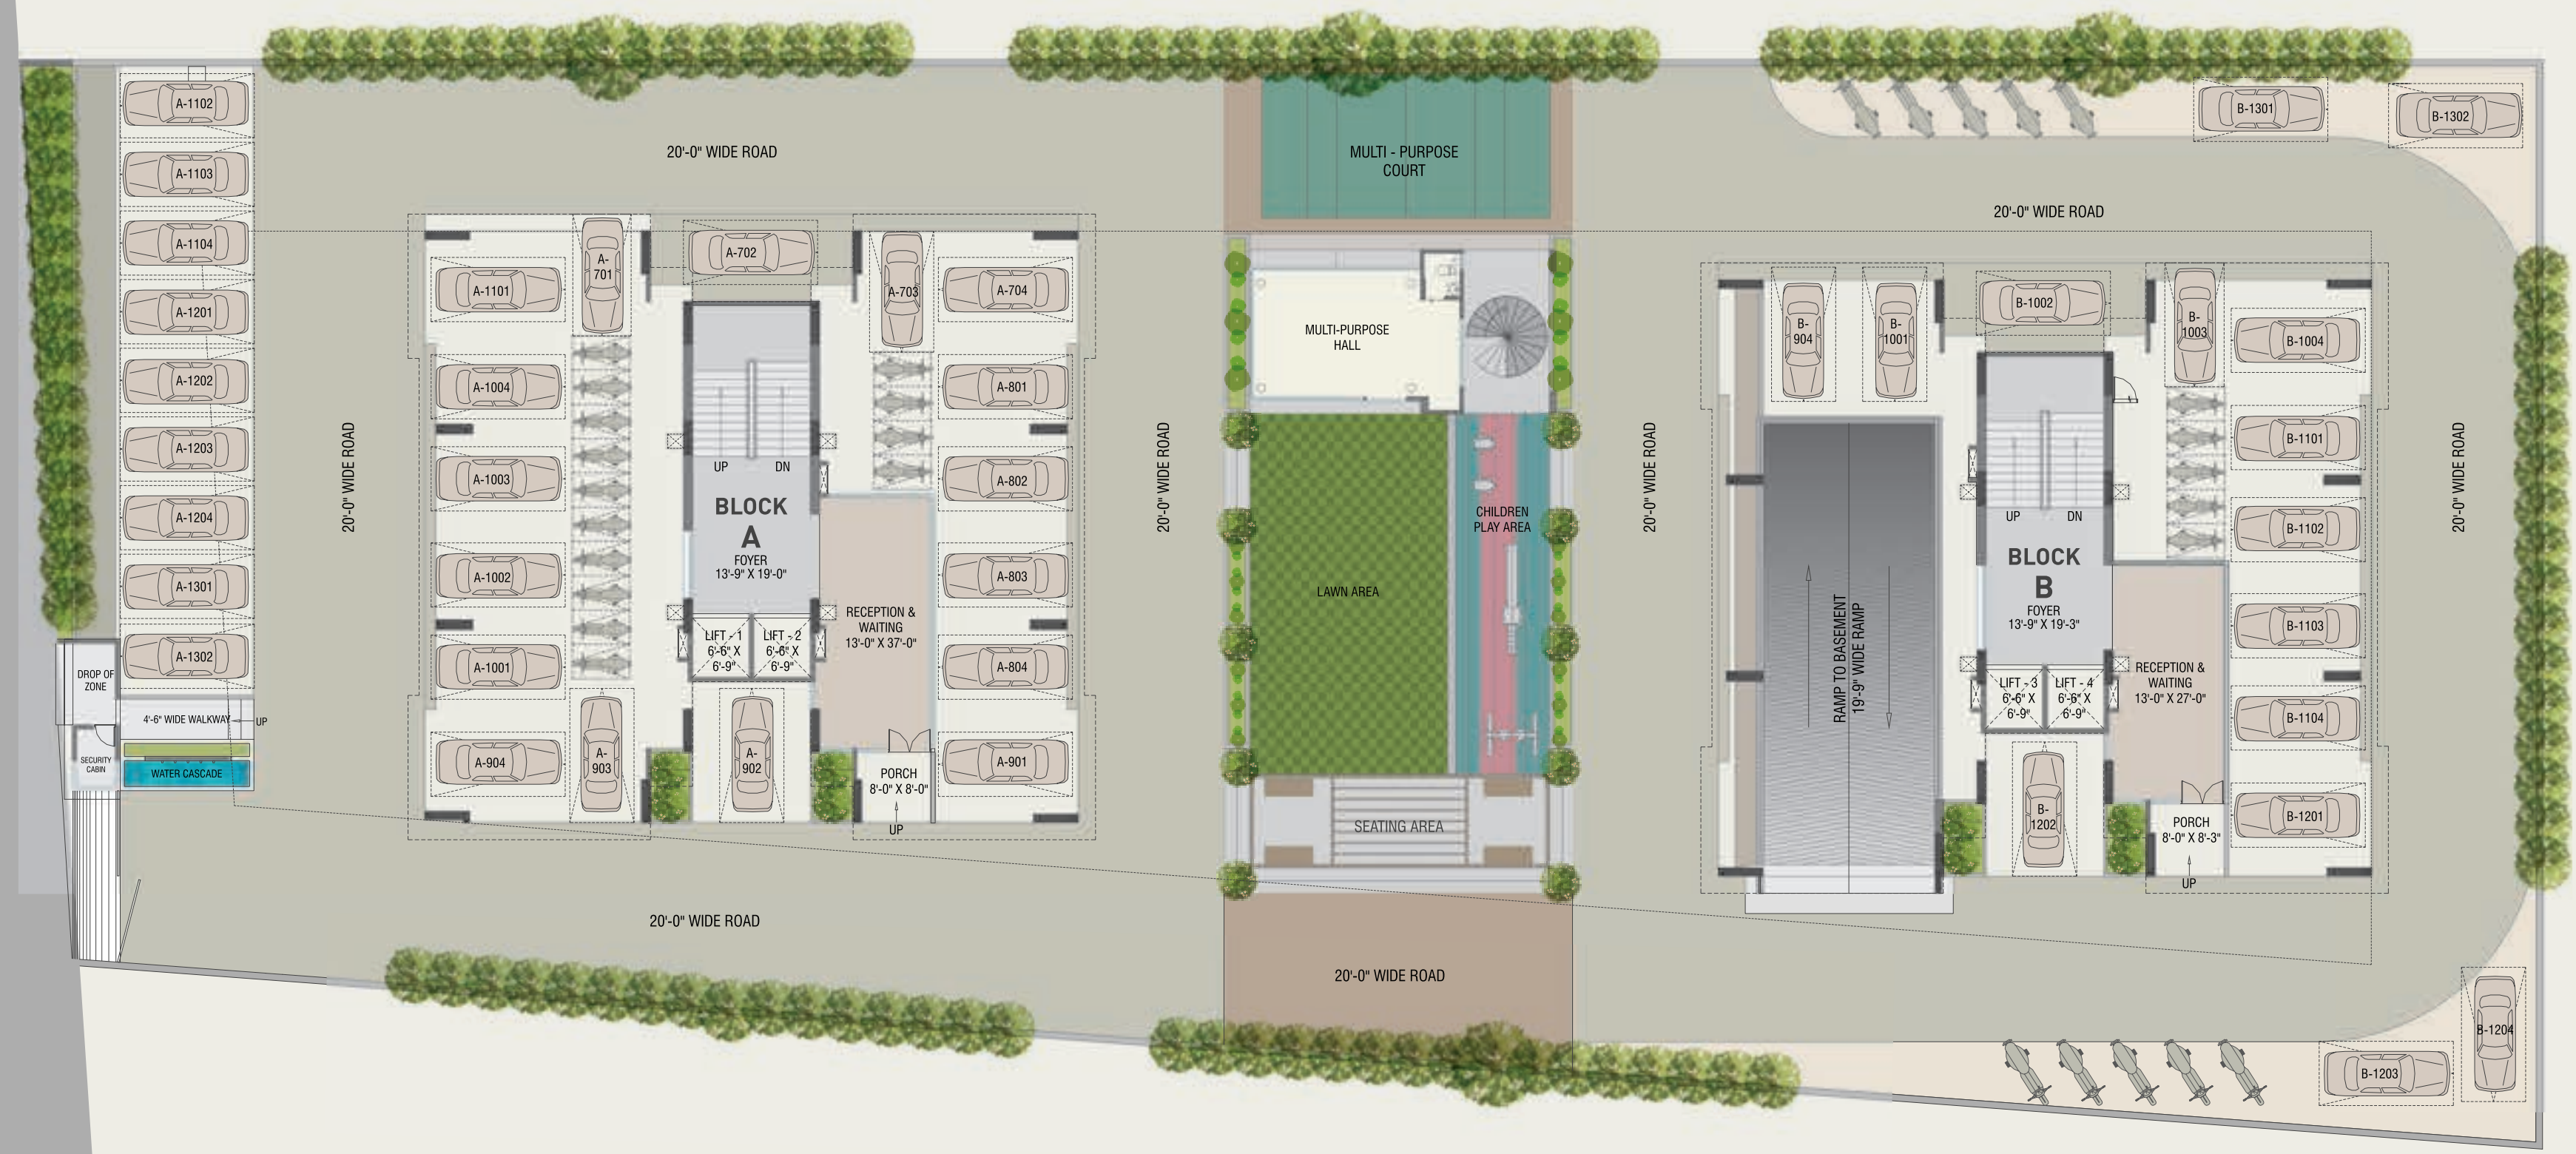 A-1102
A-1103
A-1104
A-1201
A-1202
A-1203
A-1204
A-1301
A-1302
DROP OF
ZONE
4'-6" WIDE WALKWAY
UP
SECURITY
CABIN
WATER CASCADE
20'-0" WIDE ROAD
20'-0" WIDE ROAD
20'-0" WIDE ROAD
A-1101
A-
701
A-702
A-703
A-704
A-1004
A-801
A-1003
A-802
UP
DN
BLOCK
A
FOYER
13'-9" X 19'-0"
A-1002
A-803
RECEPTION &
WAITING
13'-0" X 37'-0"
LIFT - 1
6'-6" X
6'-9"
LIFT - 2
6'-6" X
6'-9"
A-1001
A-804
A-904
A-
903
A-
902
PORCH
8'-0" X 8'-0"
UP
A-901
20'-0" WIDE ROAD
MULTI - PURPOSE
COURT
MULTI-PURPOSE
HALL
CHILDREN
PLAY AREA
LAWN AREA
SEATING AREA
20'-0" WIDE ROAD
20'-0" WIDE ROAD
B-1301
B-1302
20'-0" WIDE ROAD
B-
904
B-
1001
B-1002
B-
1003
B-1004
B-1101
B-1102
UP
DN
BLOCK
B
FOYER
13'-9" X 19'-3"
B-1103
RAMP TO BASEMENT
19'-9" WIDE RAMP
RECEPTION &
WAITING
13'-0" X 27'-0"
LIFT - 3
6'-6" X
6'-9"
LIFT - 4
6'-6" X
6'-9"
B-1104
B-
1202
PORCH
8'-0" X 8'-3"
UP
B-1201
20'-0" WIDE ROAD
B-1204
B-1203